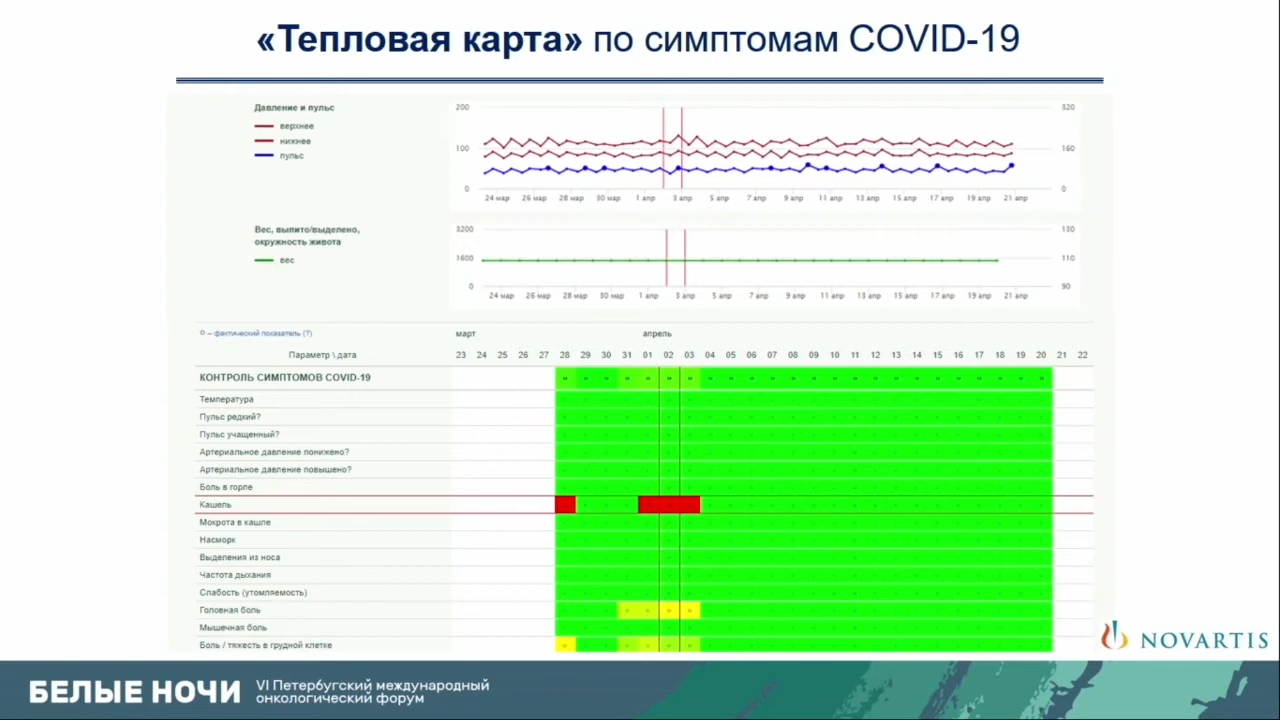 «Тепловая карта» по симптомам COVID-19
Давление и пульс
верхнее
нижнее
пульс
200
100
0
320
160
0
24 мар 26 мар 28 мар 30 мар 1 апр 3 апр 5 апр 7 апр 9 апр 11 апр 13 апр 15 апр 17 апр 19 апр 21 апр
Вес, выпито/выделено,
окружность живота
вес
3200
1600
0
130
110
90
24 мар 26 мар 28 мар 30 мар 1 апр 3 апр 5 апр 7 апр 9 апр 11 апр 13 апр 15 апр 17 апр 19 апр 21 апр
о – фактический показатель (?)
март апрель
Параметр \ дата 23 24 25 26 27 28 29 30 31 01 02 03 04 05 06 07 08 09 10 11 12 13 14 15 16 17 18 19 20 21 22
КОНТРОЛЬ СИМПТОМОВ COVID-19
Температура
Пульс редкий?
Пульс учащенный?
Артериальное давление понижено?
Артериальное давление повышено?
Боль в горле
Кашель
Мокрота в кашле
Насморк
Выделения из носа
Частота дыхания
Слабость (утомляемость)
Головная боль
Мышечная боль
Боль / тяжесть в грудной клетке
NOVARTIS
БЕЛЫЕ НОЧИ
VI Петербугский международный
онкологический форум